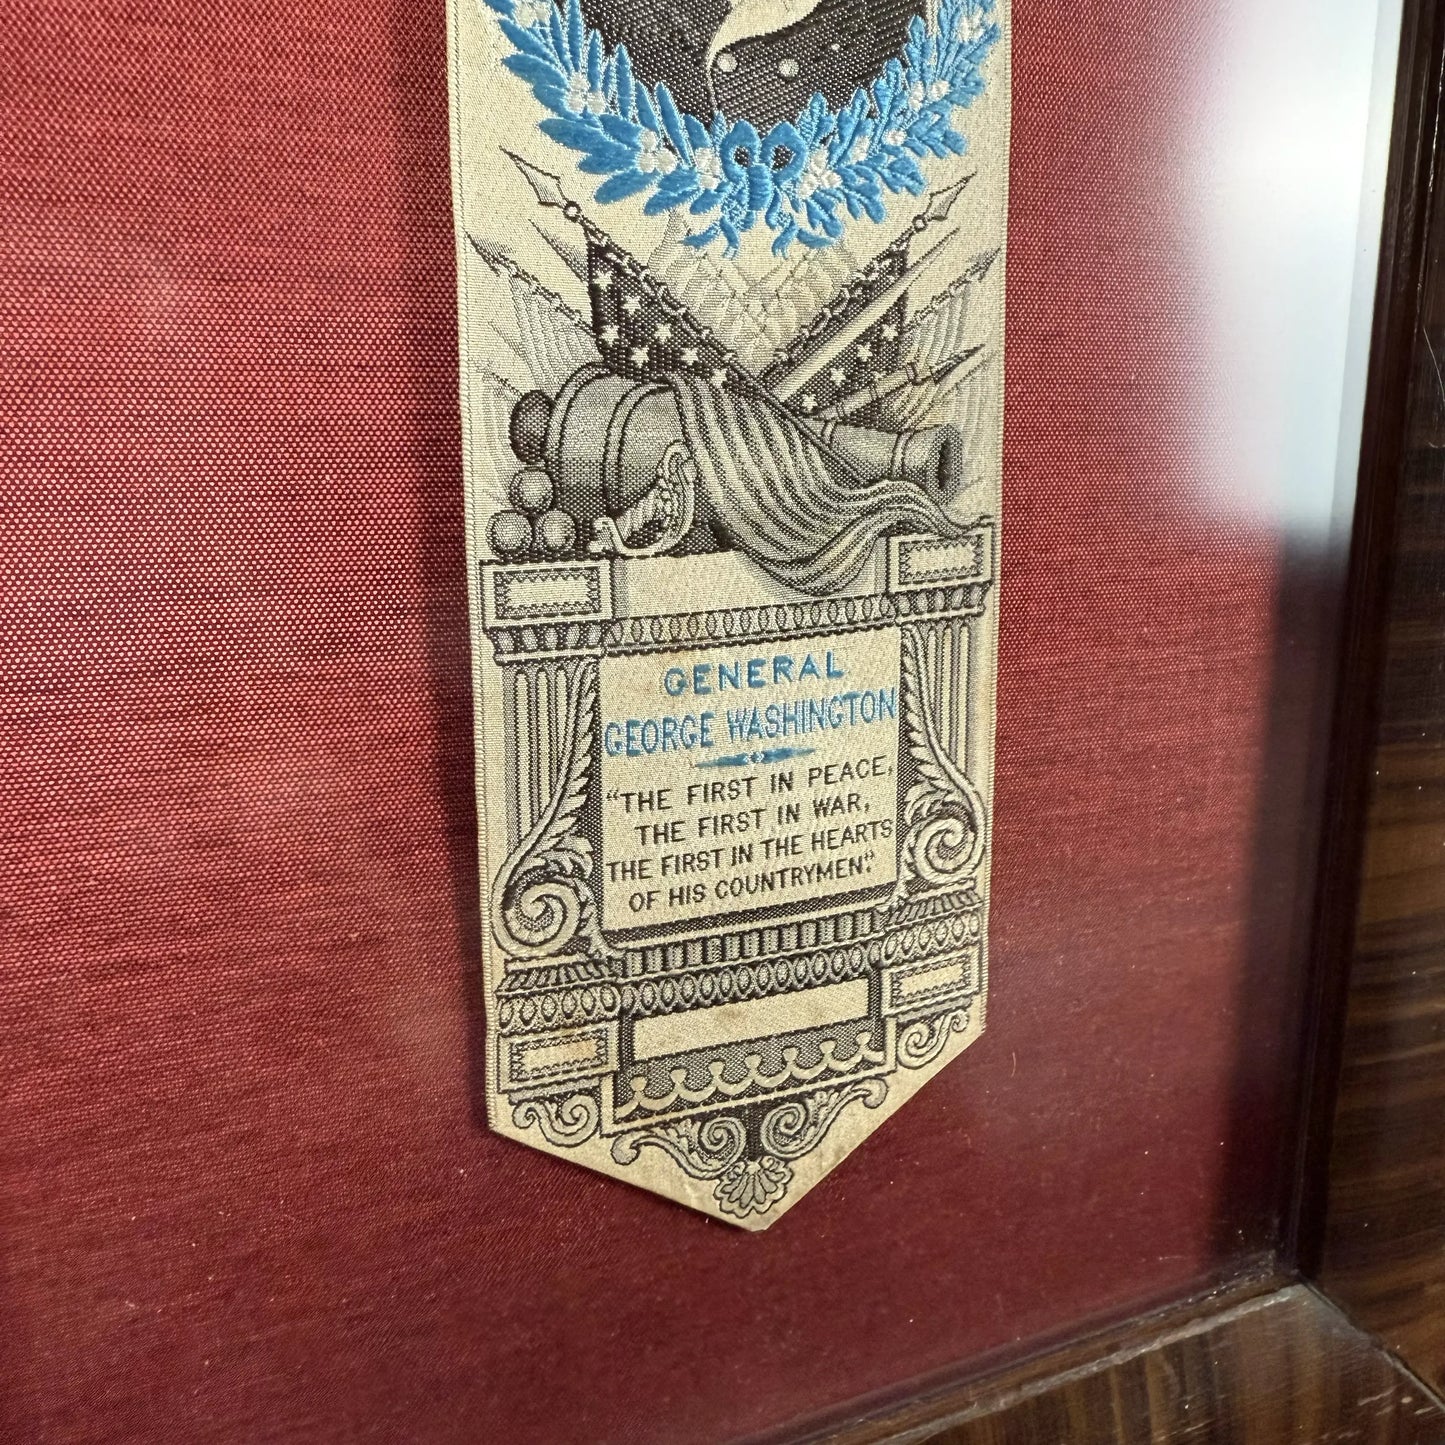 GENERAL
GEORGE WASHINGTON
"THE FIRST IN PEACE,
THE FIRST IN WAR,
THE FIRST IN THE HEARTS
OF HIS COUNTRYMEN."